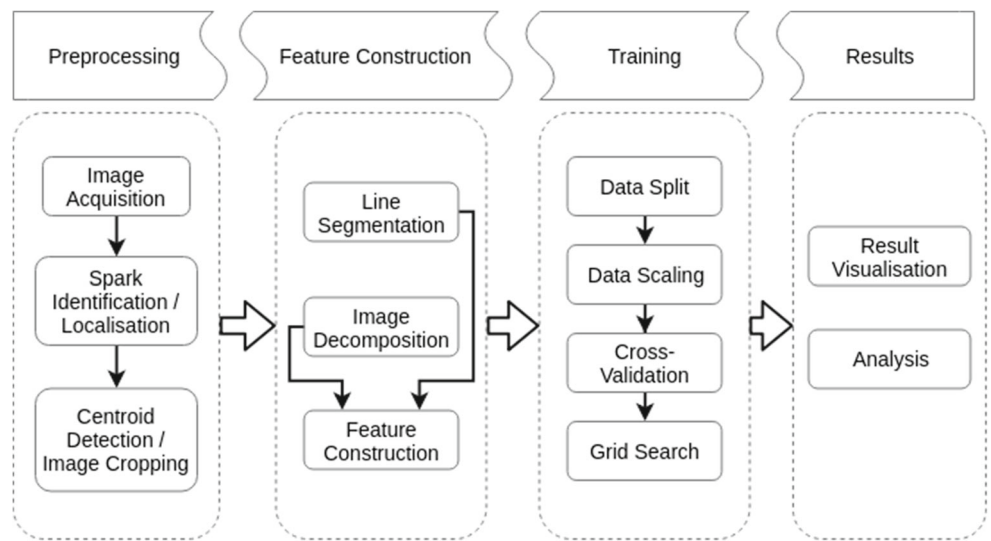 Preprocessing
Feature Construction
Training
Results
Image
Acquisition
Spark
Identification /
Localisation
Centroid
Detection /
Image Cropping
Line
Segmentation
Image
Decomposition
Feature
Construction
Data Split
Data Scaling
Cross-
Validation
Grid Search
Result
Visualisation
Analysis